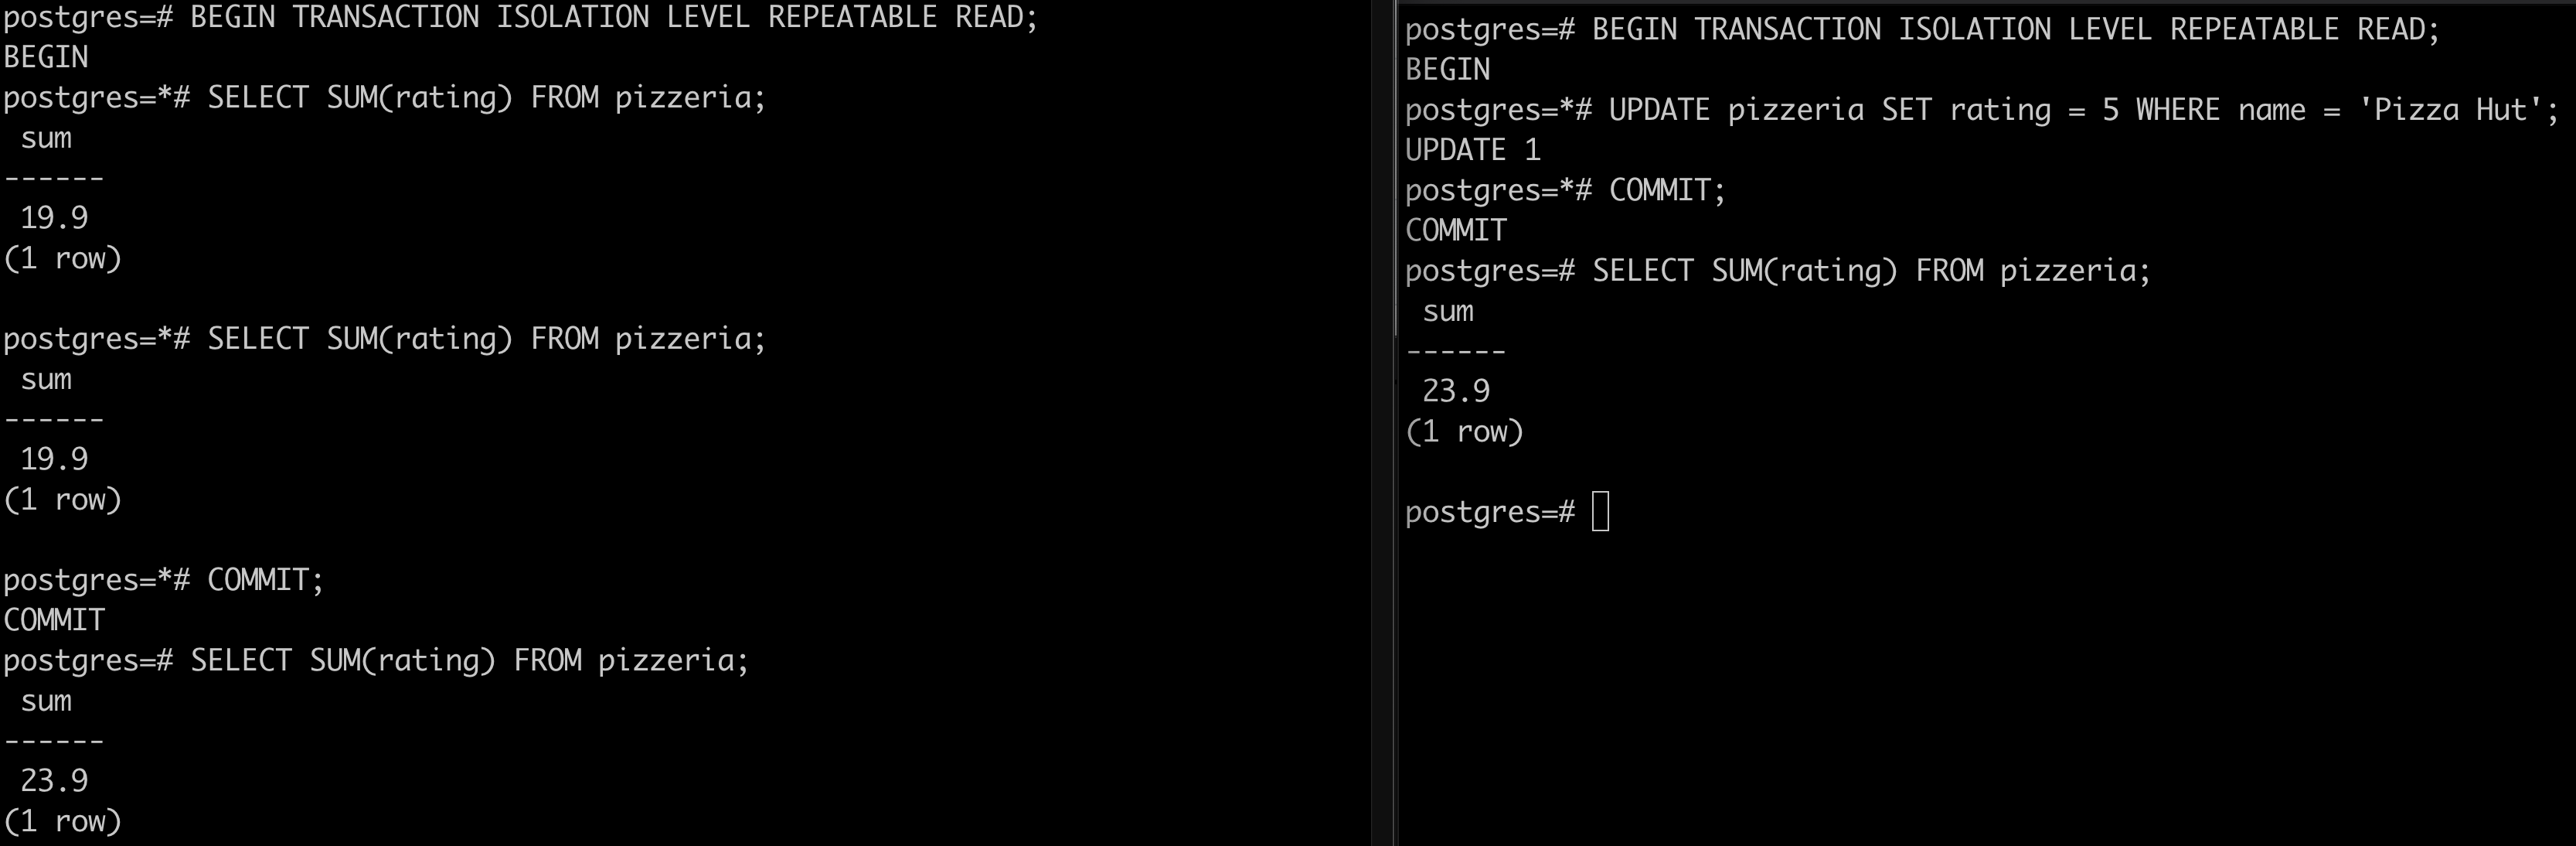 postgres=# BEGIN TRANSACTION ISOLATION LEVEL REPEATABLE READ;
BEGIN
postgres=*# SELECT SUM(rating) FROM pizzeria;
 sum
------
 19.9
(1 row)

postgres=*# SELECT SUM(rating) FROM pizzeria;
 sum
------
 19.9
(1 row)

postgres=*# COMMIT;
COMMIT
postgres=# SELECT SUM(rating) FROM pizzeria;
 sum
------
 23.9
(1 row)

postgres=# BEGIN TRANSACTION ISOLATION LEVEL REPEATABLE READ;
BEGIN
postgres=*# UPDATE pizzeria SET rating = 5 WHERE name = 'Pizza Hut';
UPDATE 1
postgres=*# COMMIT;
COMMIT
postgres=# SELECT SUM(rating) FROM pizzeria;
 sum
------
 23.9
(1 row)

postgres=#